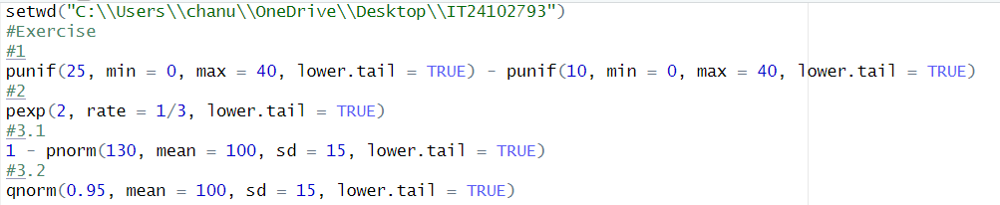 setwd("C:\\Users\\chanu\\OneDrive\\Desktop\\IT24102793")
#Exercise
#1
punif(25, min = 0, max = 40, lower.tail = TRUE) - punif(10, min = 0, max = 40, lower.tail = TRUE)
#2
pexp(2, rate = 1/3, lower.tail = TRUE)
#3.1
1 - pnorm(130, mean = 100, sd = 15, lower.tail = TRUE)
#3.2
qnorm(0.95, mean = 100, sd = 15, lower.tail = TRUE)